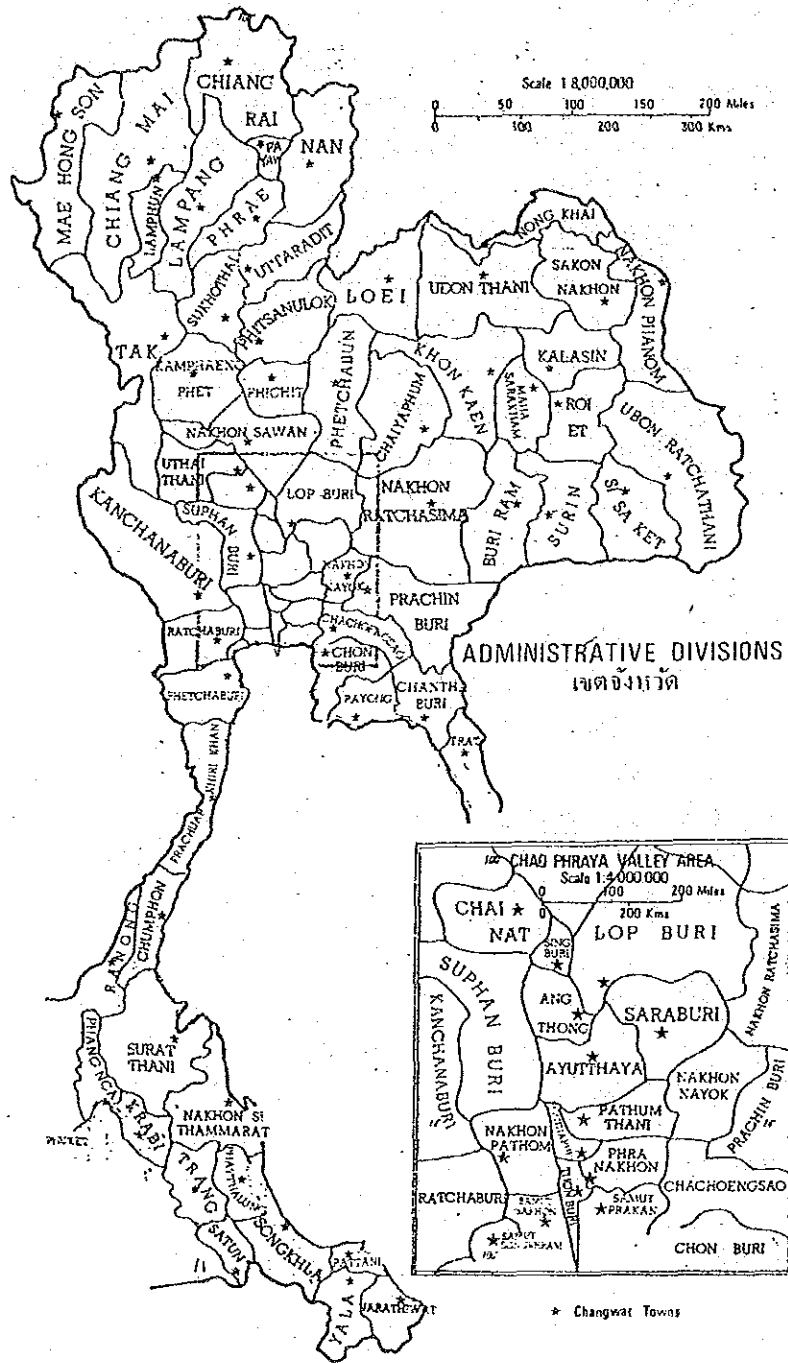 Scale 1:8,000,000
0 50 100 150 200 Miles
0 100 200 300 Kms
CHIANG
RAI
MAE HONG SON
CHIANG MAI
LAMPHUN
LAMPANG
PA
YAW
NAN
PHRAE
UTTARADIT
SUKHOTHAI
PHITSANULOK
TAK
KAMPHAENG
PHET
PHICHIT
LOEI
UDON THANI
NONG KHAI
SAKON
NAKHON
NAKHON PHANOM
PHETCHABUN
CHAIYAPHUM
KHON KAEN
KALASIN
MAHA
SARAKHAM
ROI
ET
UBON RATCHATHANI
NAKHON SAWAN
UTHAI
THANI
LOP BURI
NAKHON
RATCHASIMA
BURI RAM
SURIN
SI SA KET
KANCHANABURI
SUPHAN
BURI
NAKHON
NAYOK
PRACHIN
BURI
RATCHABURI
CHON
BURI
PHETCHABURI
CHANTHA
BURI
TRAT
ADMINISTRATIVE DIVISIONS
เขตจังหวัด
KHIRI KHAN
CHUMPHON
RANONG
SURAT
THANI
PHANGNGA
KRABI
NAKHON SI
THAMMARAT
TRANG
PHATTHALUNG
SONGKHLA
SATUN
PATTANI
YALA
CHAO PHRAYA VALLEY AREA
Scale 1:4,000,000
0 100 200 Miles
0 200 Kms
CHAI
NAT
SING
BURI
LOP BURI
NAKHON RATCHASIMA
SUPHAN BURI
KANCHANABURI
ANG
THONG
SARABURI
AYUTTHAYA
NAKHON
NAYOK
PRACHIN BURI
PATHUM
THANI
NAKHON
PATHOM
PHRA
NAKHON
THON BURI
RATCHABURI
SAMUT
PRAKAN
CHACHOENGSAO
CHON BURI
★ Changwat Towns